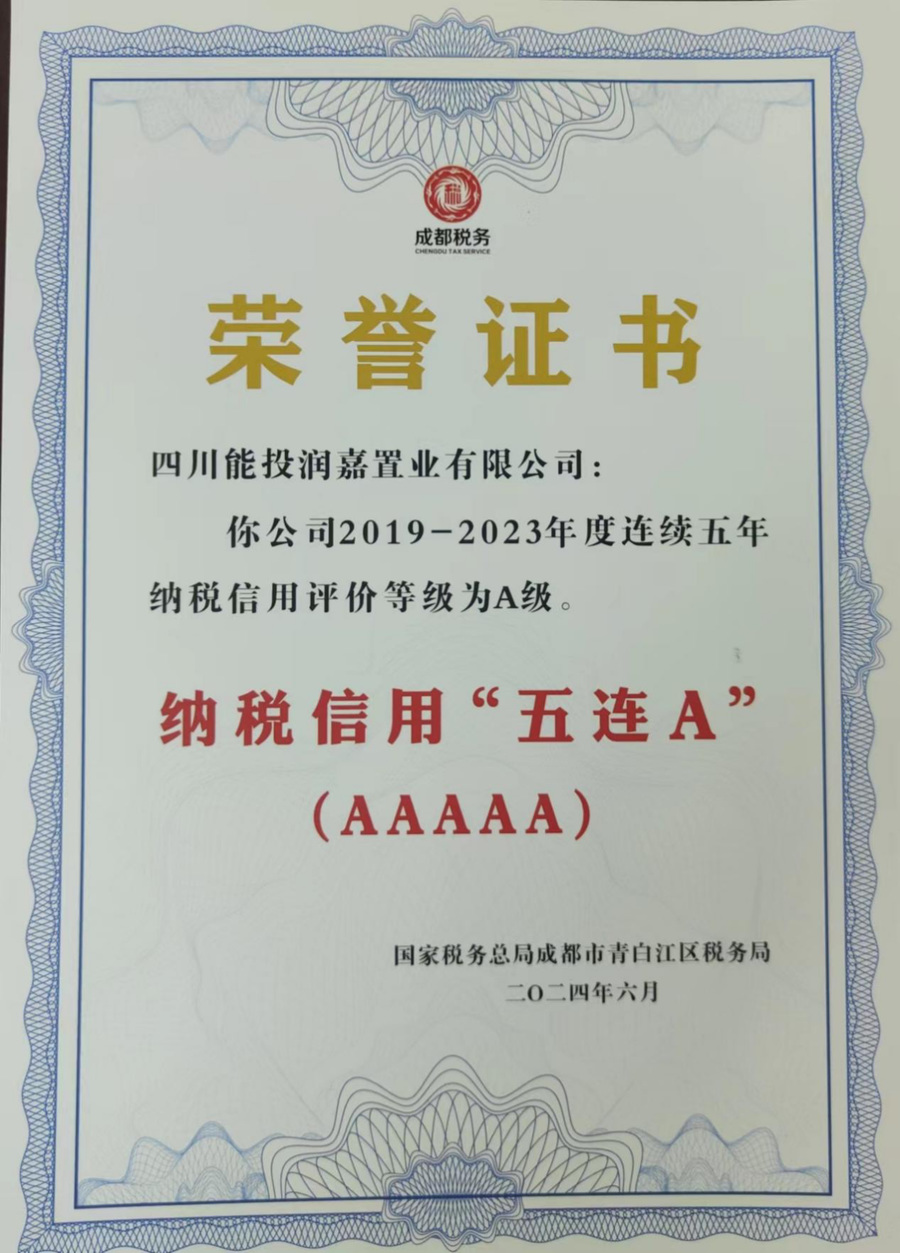 成都税务
CHENGDU TAX SERVICE
荣誉证书
四川能投润嘉置业有限公司：
你公司2019-2023年度连续五年
纳税信用评价等级为A级。
纳税信用“五连A”
(AAAAA)
国家税务总局成都市青白江区税务局
二〇二四年六月